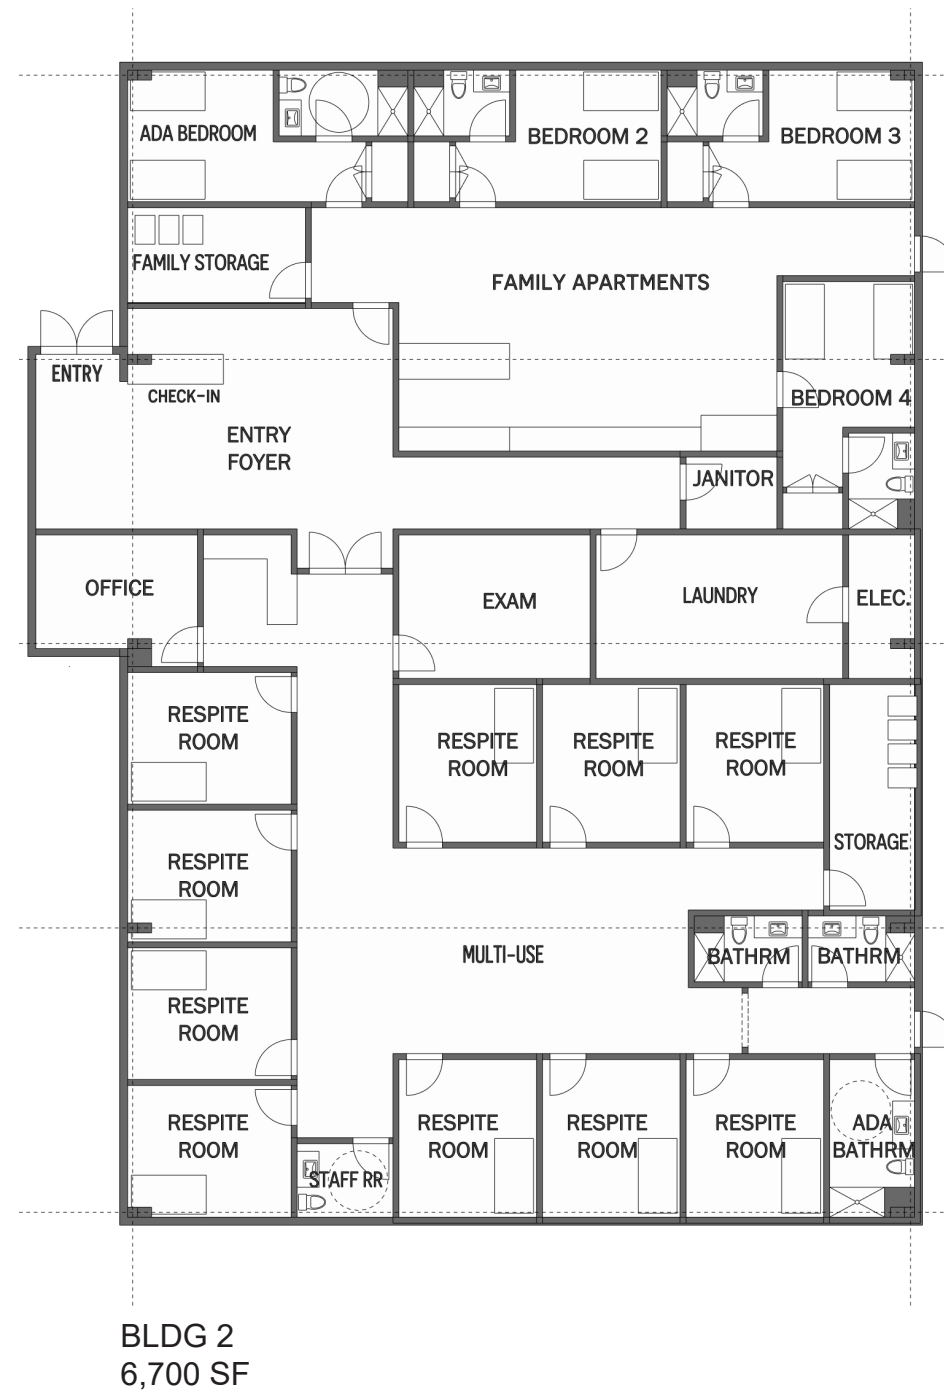 ADA BEDROOM
BEDROOM 2
BEDROOM 3
FAMILY STORAGE
FAMILY APARTMENTS
ENTRY
CHECK-IN
BEDROOM 4
ENTRY
FOYER
JANITOR
OFFICE
EXAM
LAUNDRY
ELEC.
RESPITE
ROOM
RESPITE
ROOM
RESPITE
ROOM
RESPITE
ROOM
STORAGE
RESPITE
ROOM
MULTI-USE
BATHRM
BATHRM
RESPITE
ROOM
RESPITE
ROOM
RESPITE
ROOM
RESPITE
ROOM
RESPITE
ROOM
ADA
BATHRM
STAFF RR
BLDG 2
6,700 SF